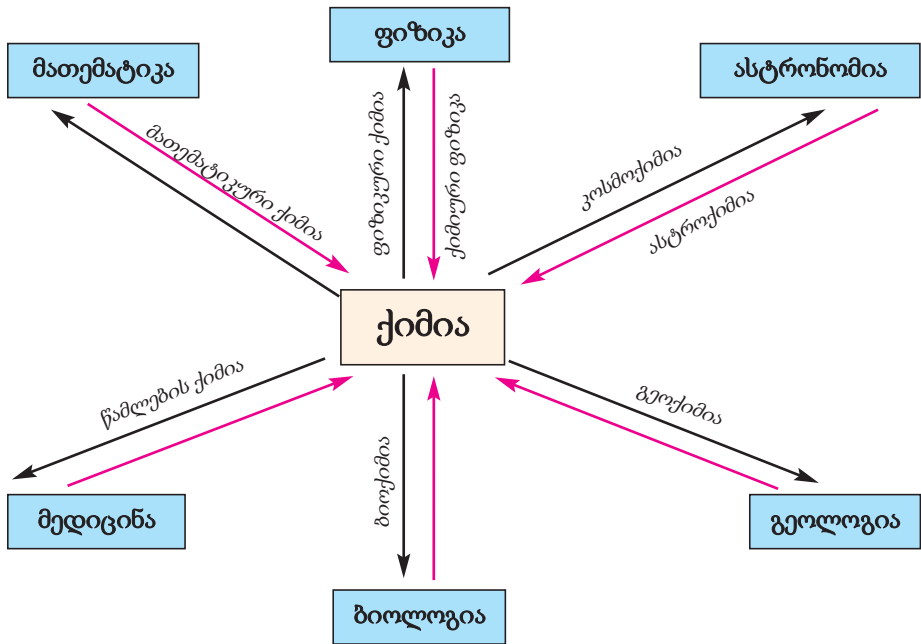 ფიზიკა
მათემატიკა
ასტრონომია
მათემატიკური ქიმია
ფიზიკური ქიმია
ქიმიური ფიზიკა
კოსმოქიმია
ასტროქიმია
ქიმია
წამლების ქიმია
ბიოქიმია
გეოქიმია
მედიცინა
გეოლოგია
ბიოლოგია